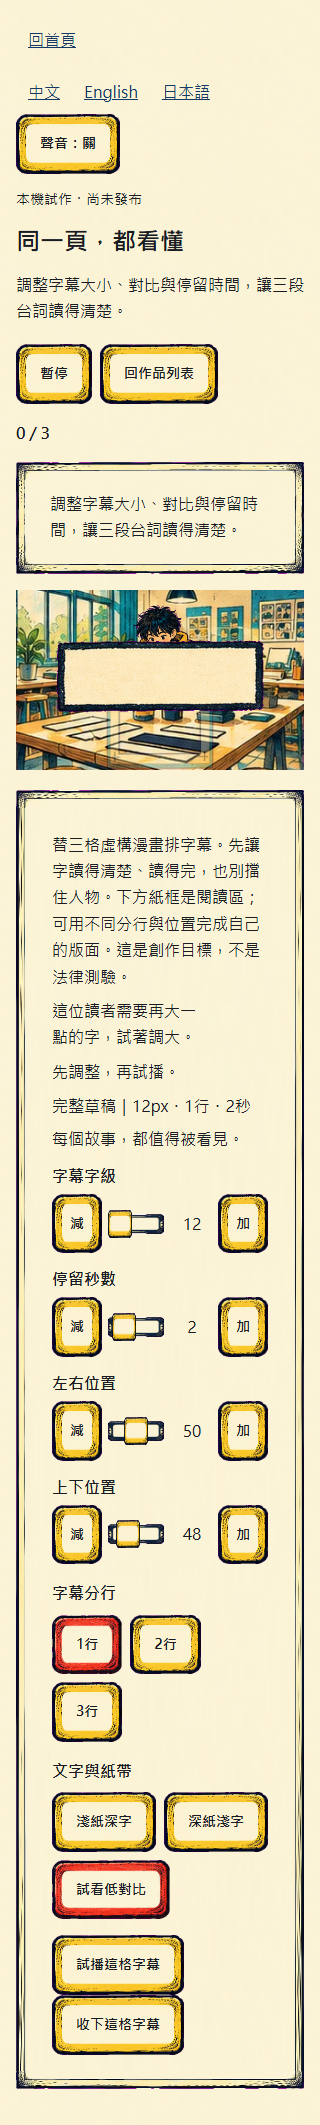 回首頁
中文 English 日本語
聲音：關
本機試作・尚未發布
同一頁，都看懂
調整字幕大小、對比與停留時間，讓三段
台詞讀得清楚。
暫停 回作品列表
0 / 3
調整字幕大小、對比與停留時
間，讓三段台詞讀得清楚。
替三格虛構漫畫排字幕。先讓
字讀得清楚、讀得完，也別擋
住人物。下方紙框是閱讀區；
可用不同分行與位置完成自己
的版面。這是創作目標，不是
法律測驗。
這位讀者需要再大一
點的字，試著調大。
先調整，再試播。
完整草稿 | 12px・1行・2秒
每個故事，都值得被看見。
字幕字級
減 12 加
停留秒數
減 2 加
左右位置
減 50 加
上下位置
減 48 加
字幕分行
1行 2行
3行
文字與紙帶
淺紙深字 深紙淺字
試看低對比
試播這格字幕
收下這格字幕